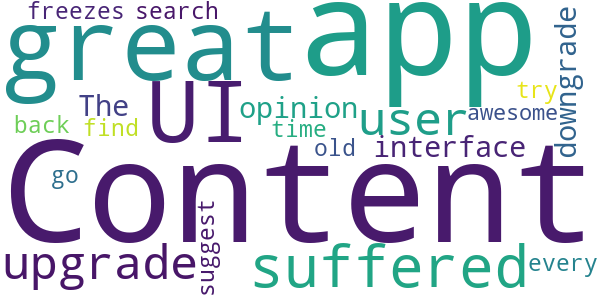 freezes search
great app
downgrade
The UI opinion user try
awesome
back find time
old interface
Content
go
upgrade suggest suffered every